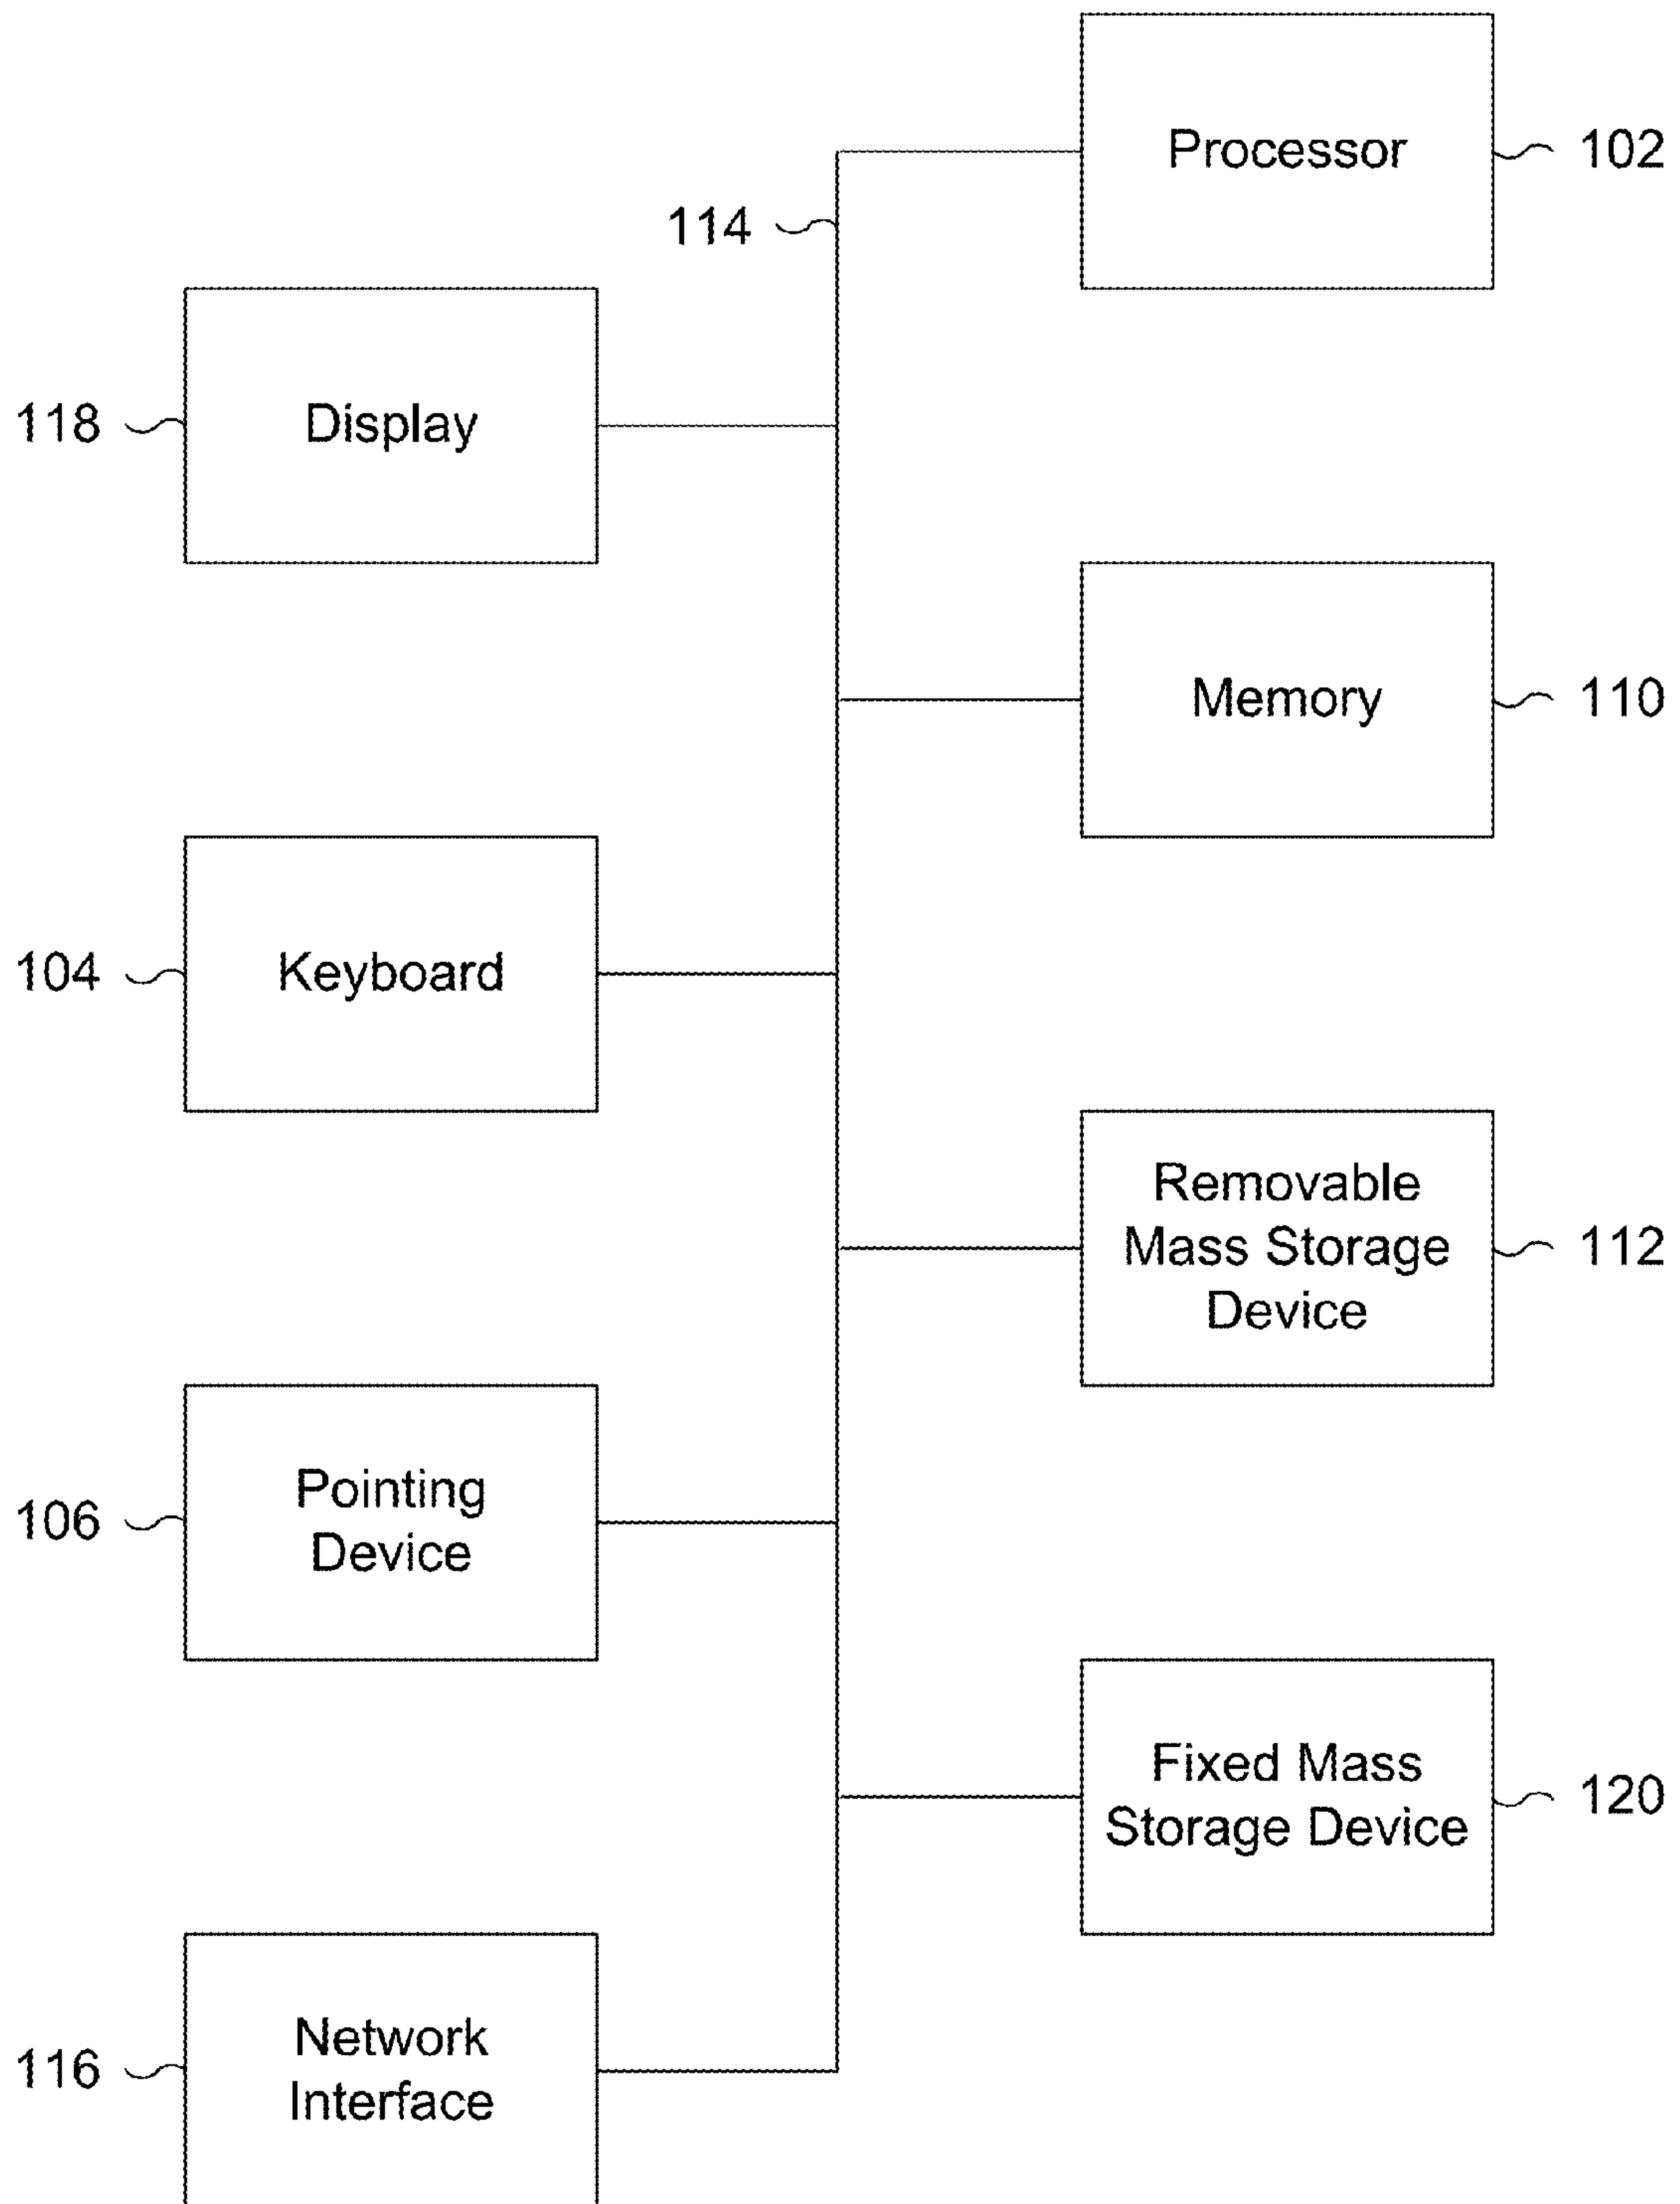 Processor
102
114
118
Display
Memory
110
104
Keyboard
Removable
Mass Storage
Device
112
106
Pointing
Device
Fixed Mass
Storage Device
120
116
Network
Interface